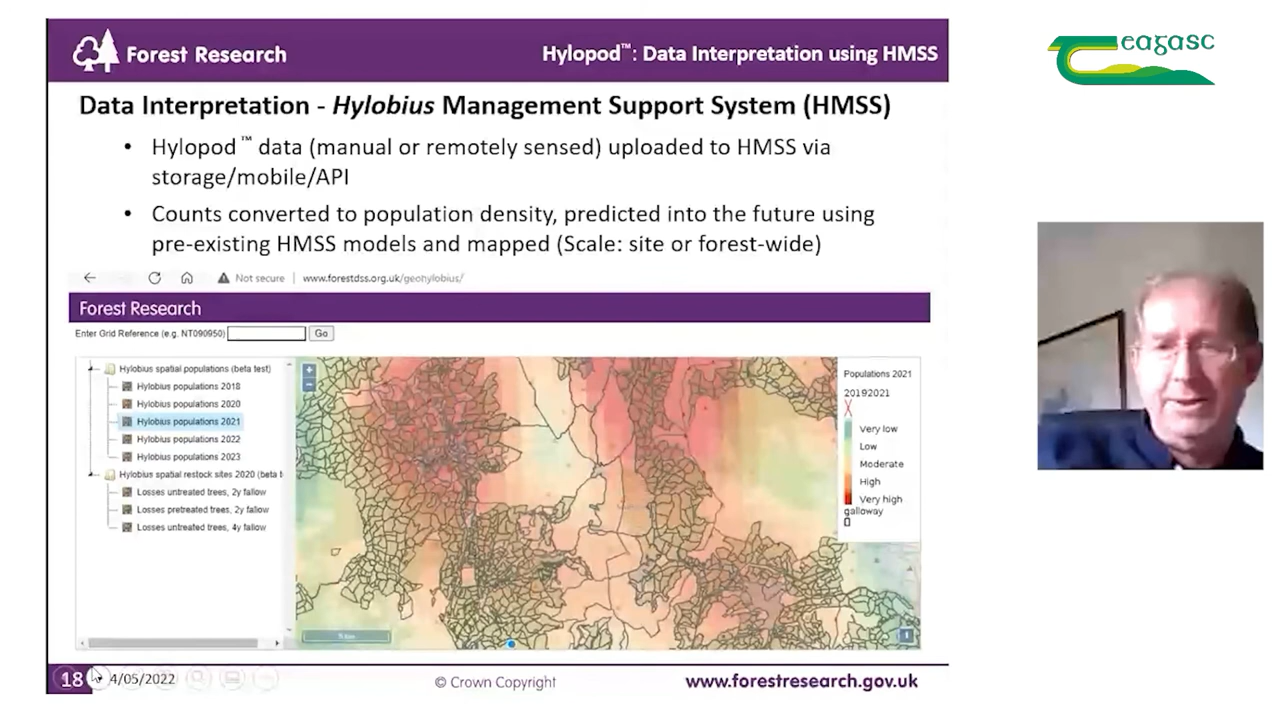 Forest Research
Hylopod™: Data Interpretation using HMSS
eagasc
Data Interpretation - Hylobius Management Support System (HMSS)
• Hylopod™ data (manual or remotely sensed) uploaded to HMSS via
storage/mobile/API
• Counts converted to population density, predicted into the future using
pre-existing HMSS models and mapped (Scale: site or forest-wide)
Not secure | www.forestdss.org.uk/geohylobius/
Forest Research
Enter Grid Reference (e.g. NT090950) Go
Hylobius spatial populations (beta test)
Hylobius populations 2018
Hylobius populations 2020
Hylobius populations 2021
Hylobius populations 2022
Hylobius populations 2023
Hylobius spatial restock sites 2020 (beta t
Losses untreated trees, 2y fallow
Losses pretreated trees, 2y fallow
Losses untreated trees, 4y fallow
Populations 2021
20192021
Very low
Low
Moderate
High
Very high
galloway
18
4/05/2022
© Crown Copyright
www.forestresearch.gov.uk